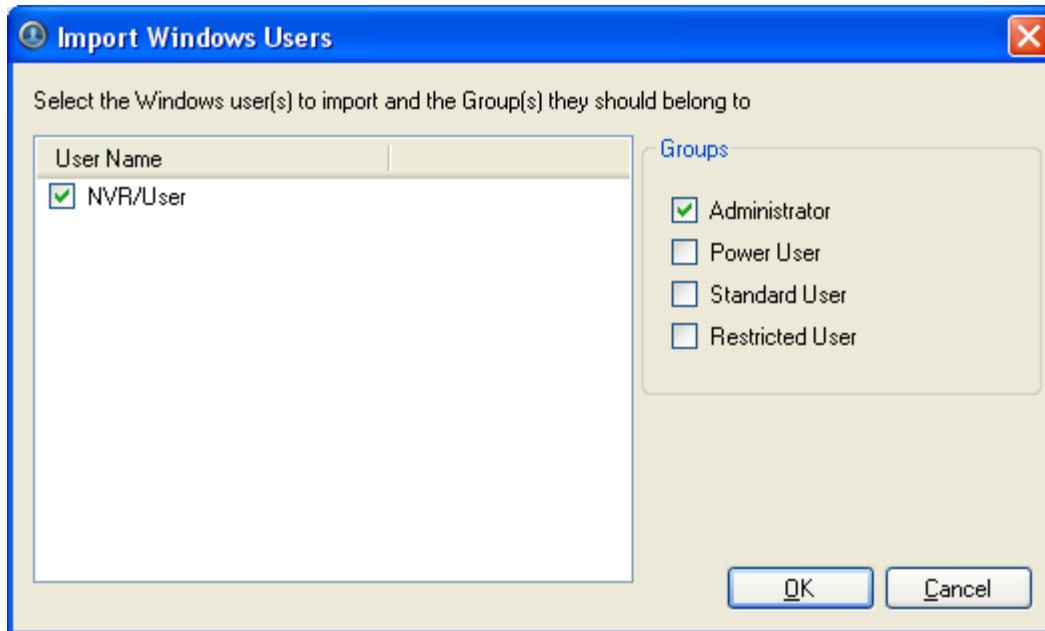 Import Windows Users
Select the Windows user(s) to import and the Group(s) they should belong to
User Name
NVR/User
Groups
Administrator
Power User
Standard User
Restricted User
OK
Cancel